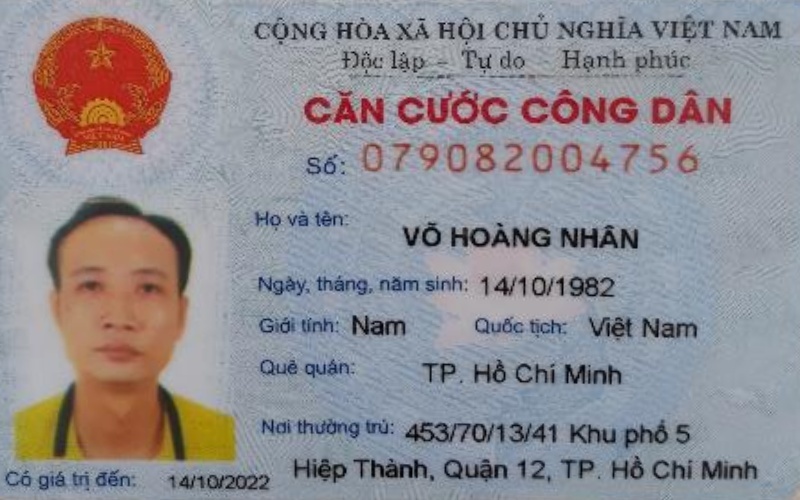 CỘNG HÒA XÃ HỘI CHỦ NGHĨA VIỆT NAM
Độc lập – Tự do Hạnh phúc
CĂN CƯỚC CÔNG DÂN
Số: 079082004756
Họ và tên: VÕ HOÀNG NHÂN
Ngày, tháng, năm sinh: 14/10/1982
Giới tính: Nam Quốc tịch: Việt Nam
Quê quán: TP. Hồ Chí Minh
Nơi thường trú: 453/70/13/41 Khu phố 5
Hiệp Thành, Quận 12, TP. Hồ Chí Minh
Có giá trị đến: 14/10/2022